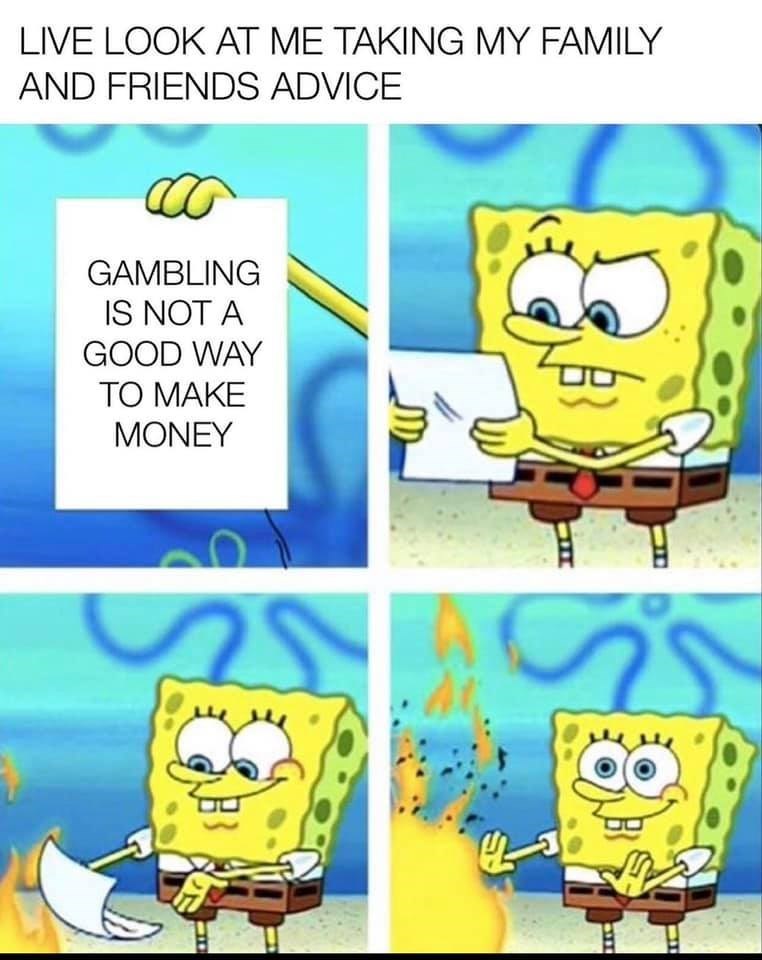 LIVE LOOK AT ME TAKING MY FAMILY
AND FRIENDS ADVICE
GAMBLING
IS NOT A
GOOD WAY
TO MAKE
MONEY